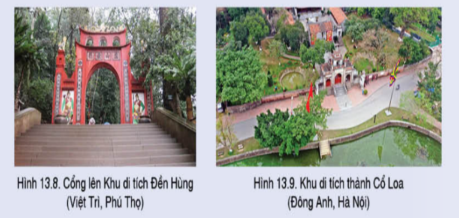 Hình 13.8. Cổng lên Khu di tích Đền Hùng
(Việt Trì, Phú Thọ)
Hình 13.9. Khu di tích thành Cổ Loa
(Đông Anh, Hà Nội)